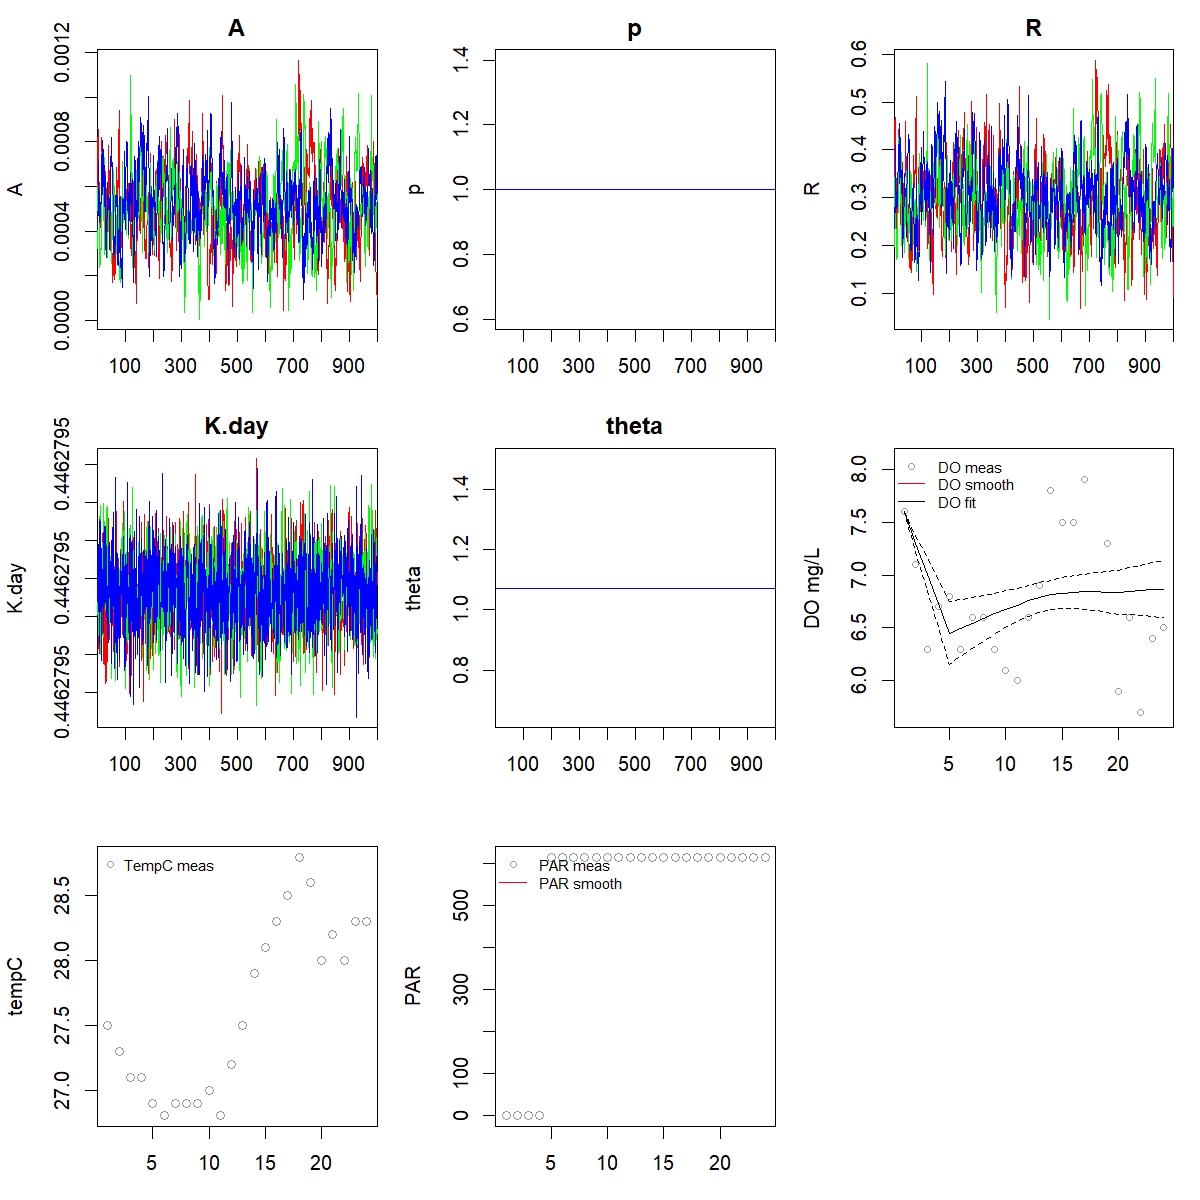 A
0.0012
0.0008
0.0004
0.0000
A
100 300 500 700 900
p
1.4
1.2
1.0
0.8
0.6
p
100 300 500 700 900
R
0.6
0.5
0.4
0.3
0.2
0.1
R
100 300 500 700 900
K.day
0.4462795
0.4462795
0.4462795
K.day
100 300 500 700 900
theta
1.4
1.2
1.0
0.8
theta
100 300 500 700 900
DO meas
DO smooth
DO fit
8.0
7.5
7.0
6.5
6.0
DO mg/L
5 10 15 20
TempC meas
28.5
28.0
27.5
27.0
tempC
5 10 15 20
PAR meas
PAR smooth
500
300
100
0
PAR
5 10 15 20